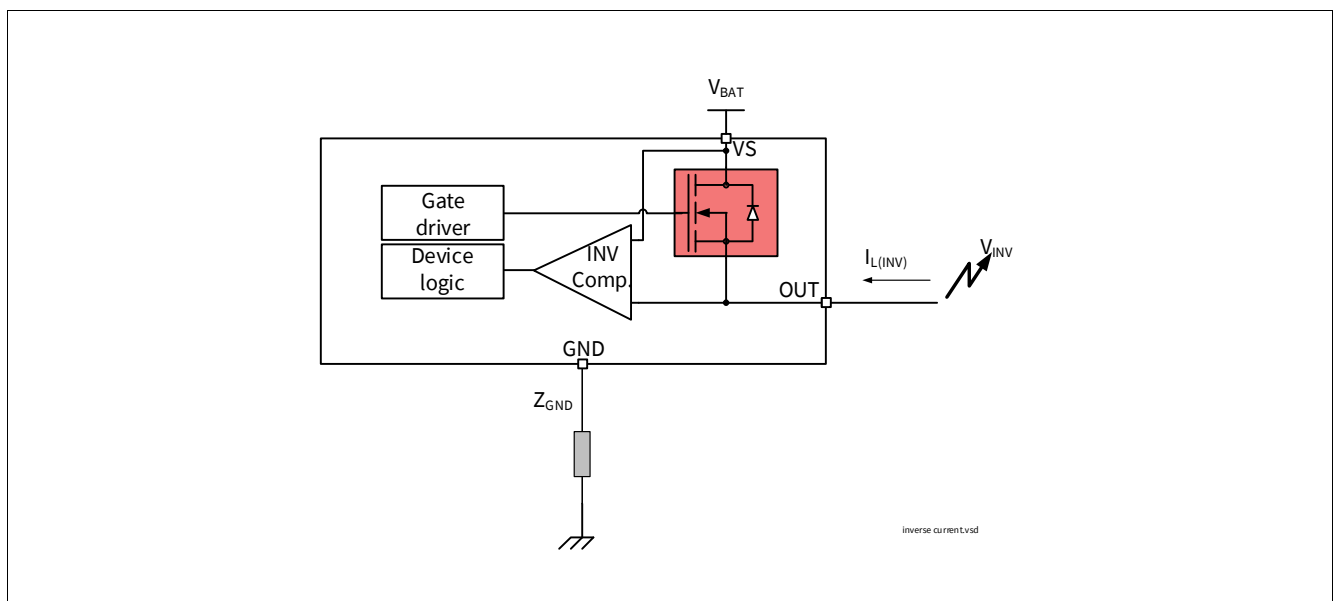 VBAT
VS
Gate
driver
Device
logic
INV
Comp.
IL(INV)
VINV
OUT
GND
ZGND
inverse current.vsd